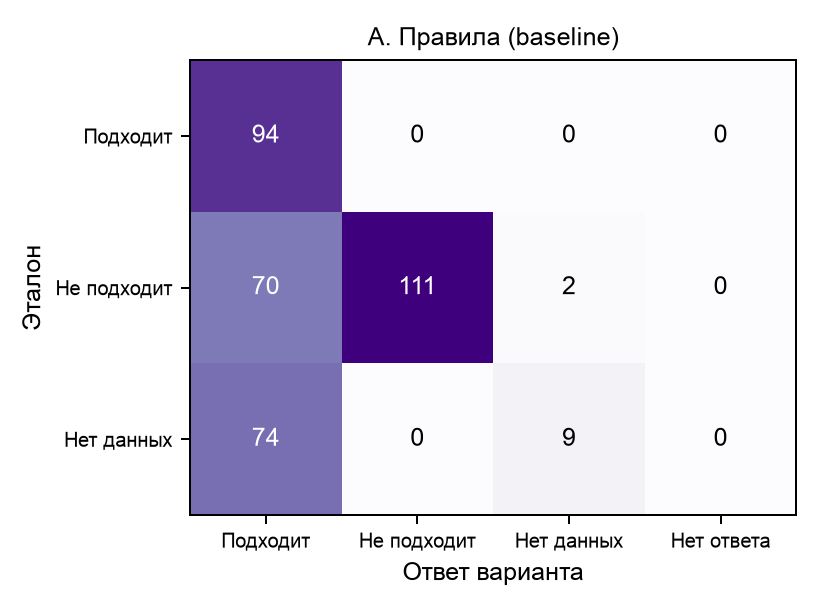 А. Правила (baseline)
Эталон
Подходит
94 0 0 0
Не подходит
70 111 2 0
Нет данных
74 0 9 0
Подходит Не подходит Нет данных Нет ответа
Ответ варианта